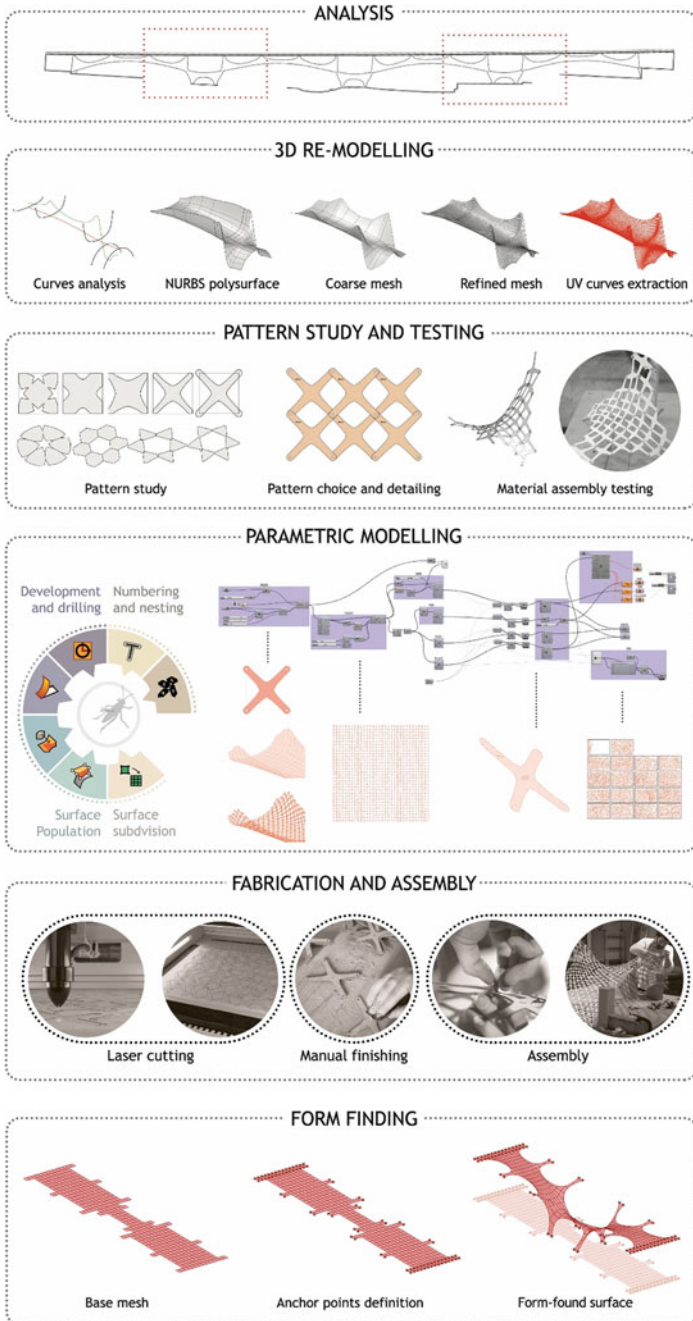 ANALYSIS
3D RE-MODELLING
Curves analysis
NURBS polysurface
Coarse mesh
Refined mesh
UV curves extraction
PATTERN STUDY AND TESTING
Pattern study
Pattern choice and detailing
Material assembly testing
PARAMETRIC MODELLING
Development
and drilling
Numbering
and nesting
T
Surface
Population
Surface
subdvision
FABRICATION AND ASSEMBLY
Laser cutting
Manual finishing
Assembly
FORM FINDING
Base mesh
Anchor points definition
Form-found surface